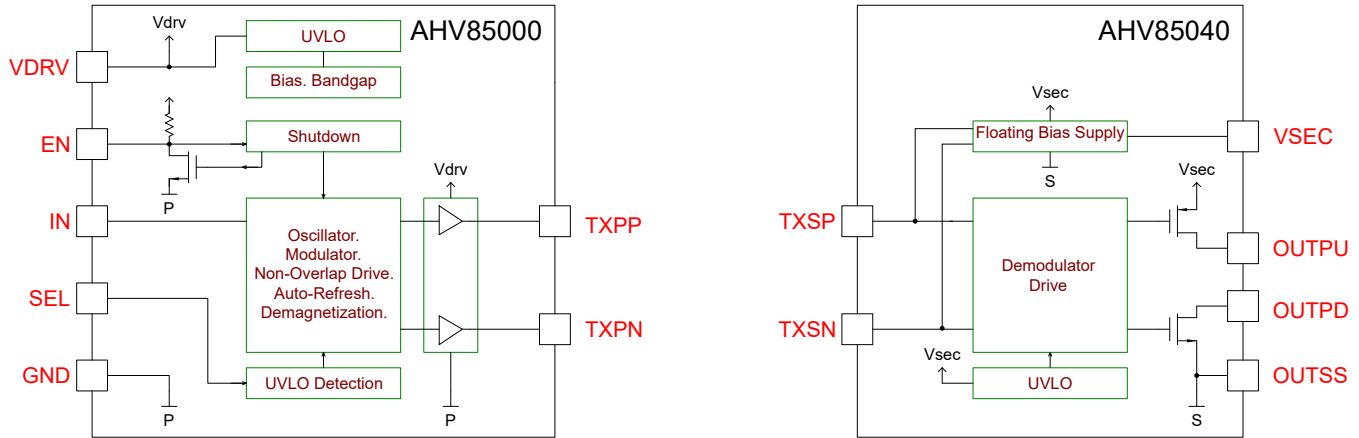 AHV85000
Vdrv
UVLO
VDRV
Bias. Bandgap
EN
Shutdown
P
Vdrv
IN
TXPP
Oscillator.
Modulator.
Non-Overlap Drive.
Auto-Refresh.
Demagnetization.
SEL
TXPN
GND
UVLO Detection
P
P
AHV85040
Vsec
Floating Bias Supply
VSEC
S
Vsec
TXSP
OUTPU
Demodulator
Drive
OUTPD
TXSN
Vsec
UVLO
OUTSS
S